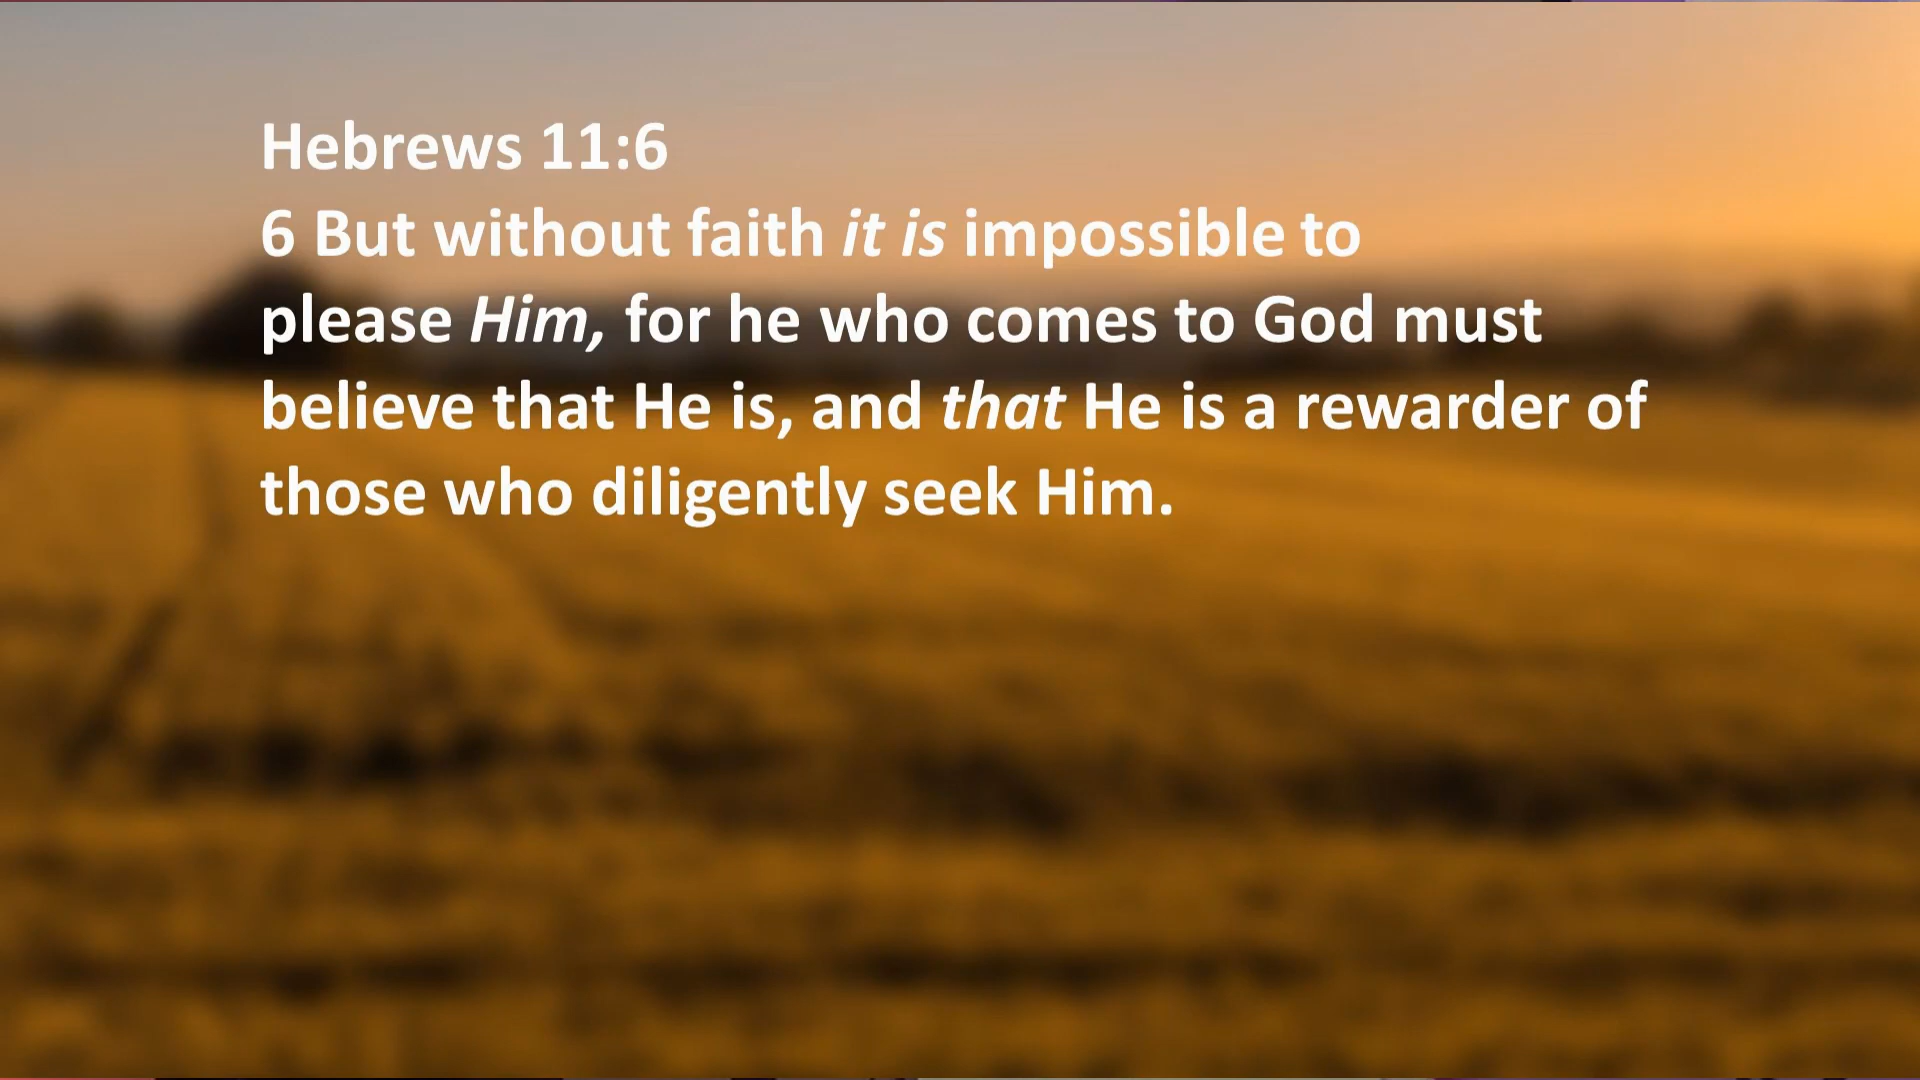 Hebrews 11:6
6 But without faith it is impossible to
please Him, for he who comes to God must
believe that He is, and that He is a rewarder of
those who diligently seek Him.